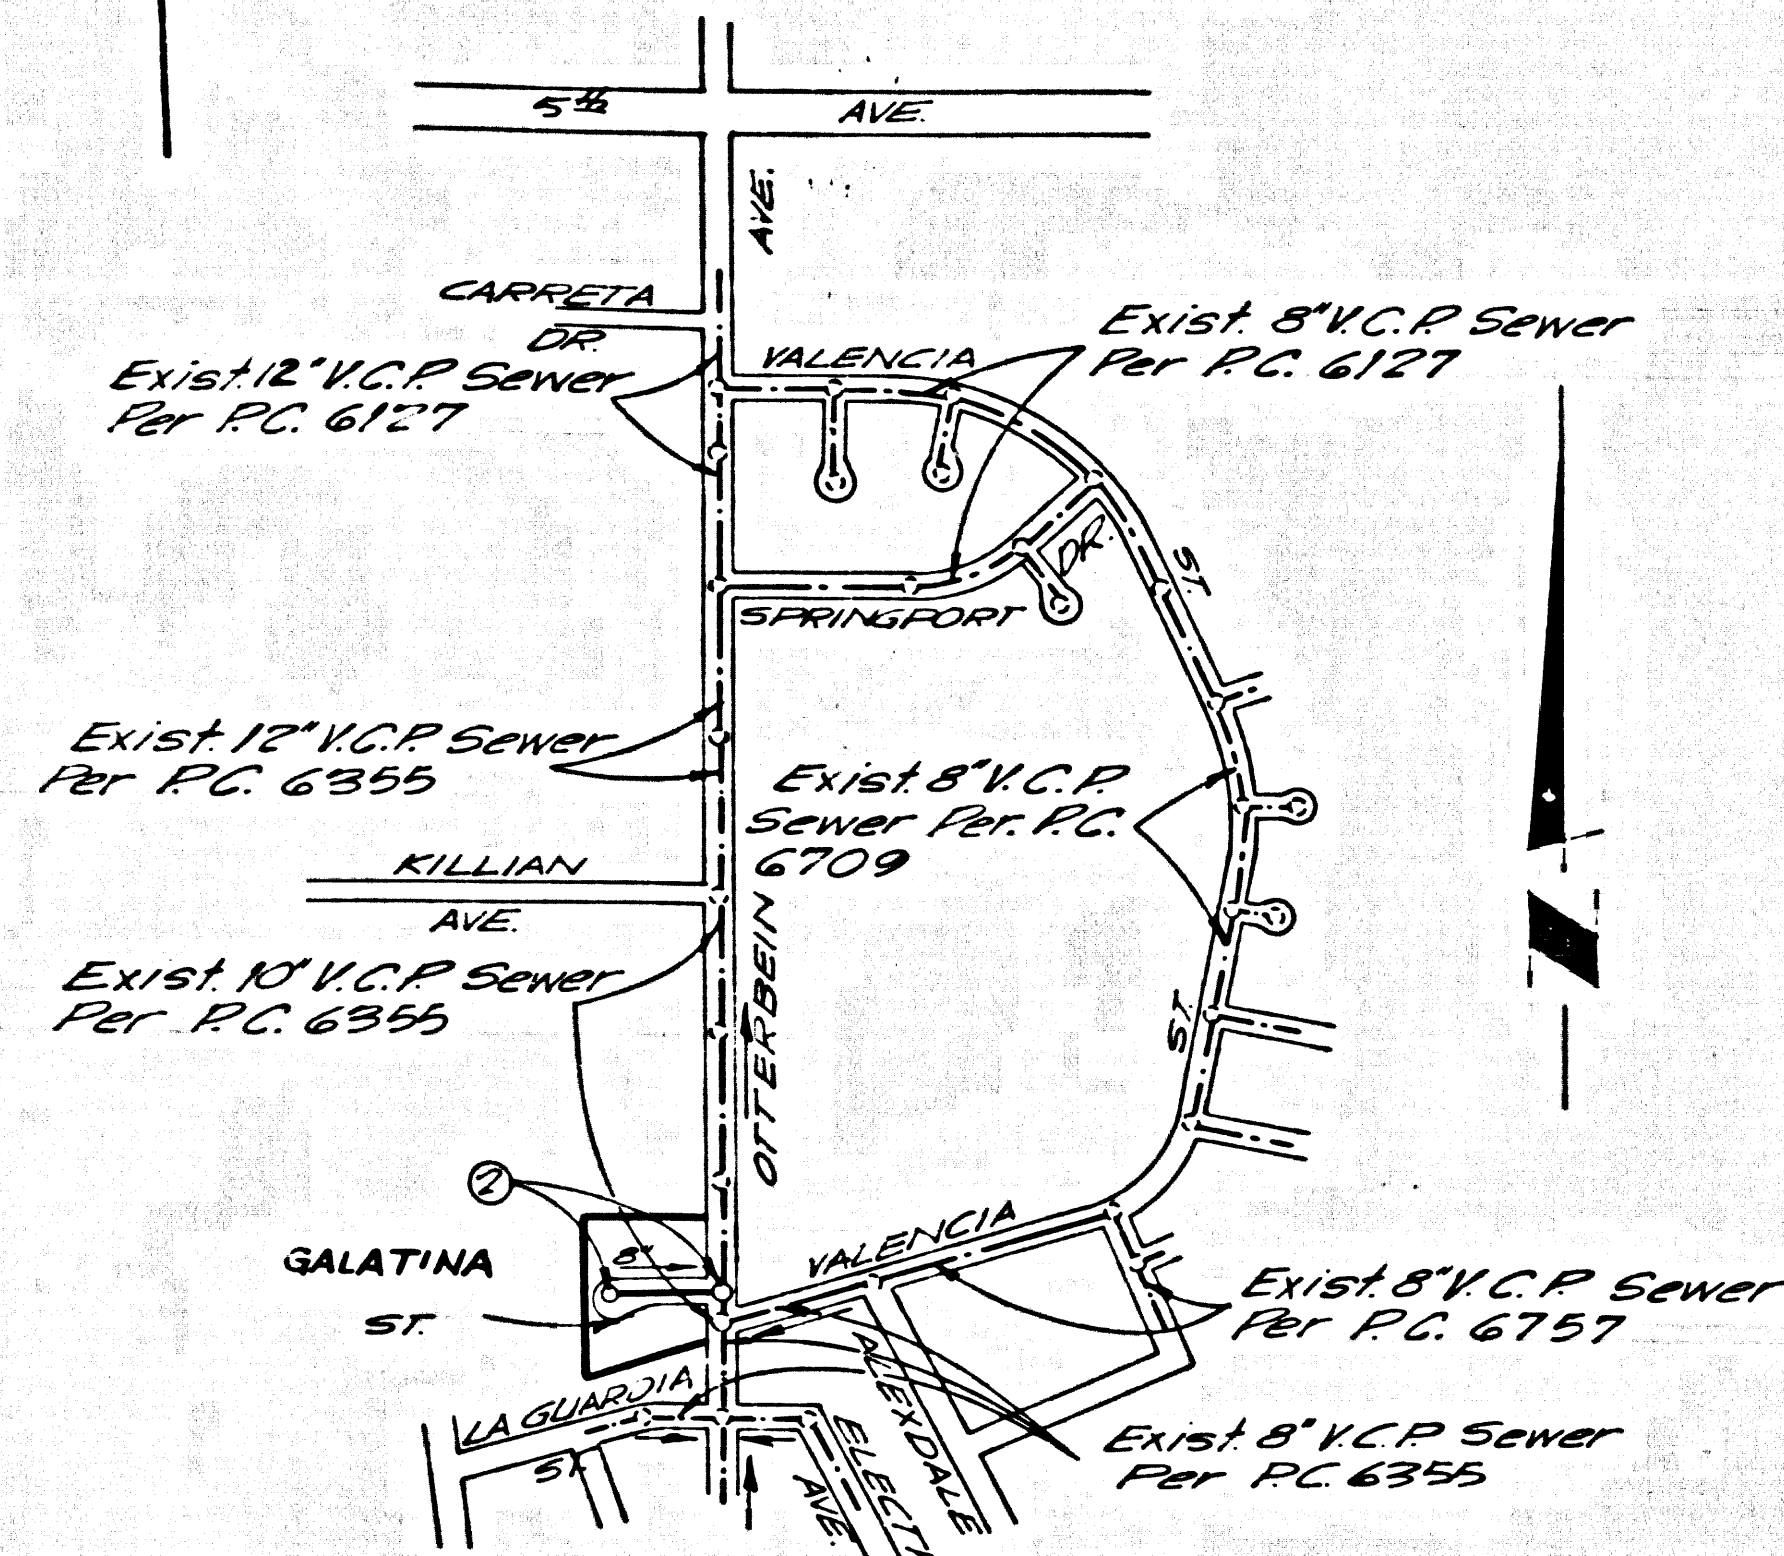 5th AVE.
AVE.
CARRETA
DR.
VALENCIA
Exist. 8" V.C.P. Sewer
Per P.C. 6127
Exist. 12" V.C.P. Sewer
Per P.C. 6127
DR.
ST.
SPRINGPORT
Exist. 12" V.C.P. Sewer
Per P.C. 6355
Exist. 8" V.C.P.
Sewer Per. P.C.
6709
KILLIAN
AVE.
OTTERBEIN
Exist. 10" V.C.P. Sewer
Per P.C. 6355
ST.
N
2
GALATINA
ST.
8"
VALENCIA
Exist. 8" V.C.P. Sewer
Per P.C. 6757
LA GUARDIA
ST.
ALEXDALE
AVE.
Exist. 8" V.C.P. Sewer
Per P.C. 6355